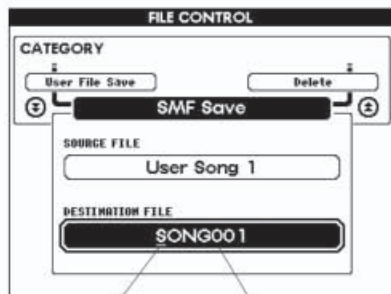 FILE CONTROL
CATEGORY
User File Save Delete
SMF Save
SOURCE FILE
User Song 1
DESTINATION FILE
SONG001